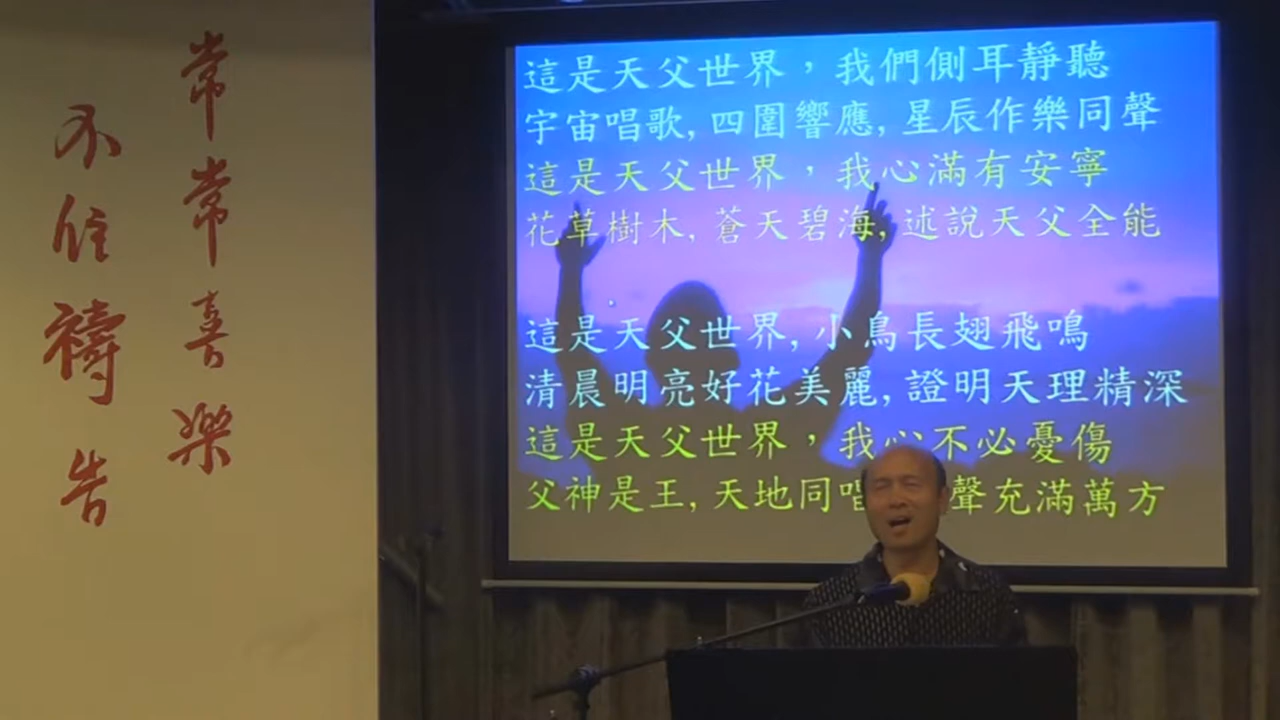 常常喜樂
不住禱告
這是天父世界，我們側耳靜聽
宇宙唱歌, 四圍響應, 星辰作樂同聲
這是天父世界，我心滿有安寧
花草樹木, 蒼天碧海, 述說天父全能
這是天父世界, 小鳥長翅飛鳴
清晨明亮好花美麗, 證明天理精深
這是天父世界，我心不必憂傷
父神是王, 天地同唱 聲充滿萬方